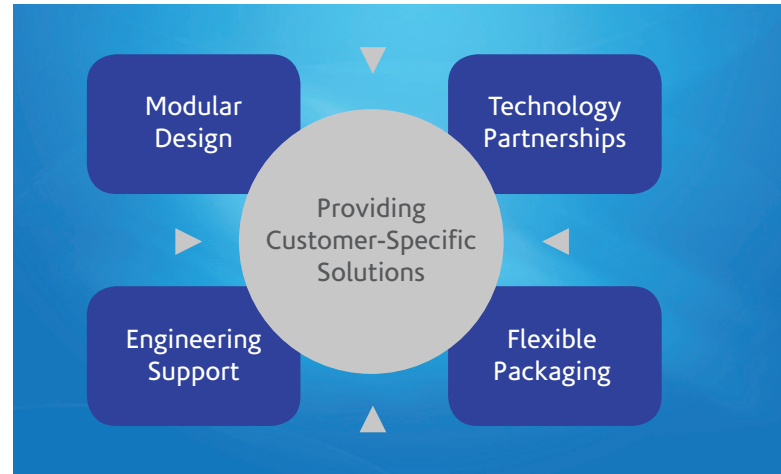 Modular
Design
Technology
Partnerships
Providing
Customer-Specific
Solutions
Engineering
Support
Flexible
Packaging